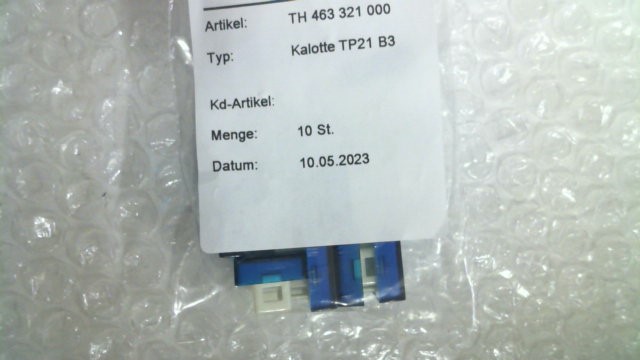 Artikel: TH 463 321 000
Typ: Kalotte TP21 B3
Kd-Artikel:
Menge: 10 St.
Datum: 10.05.2023